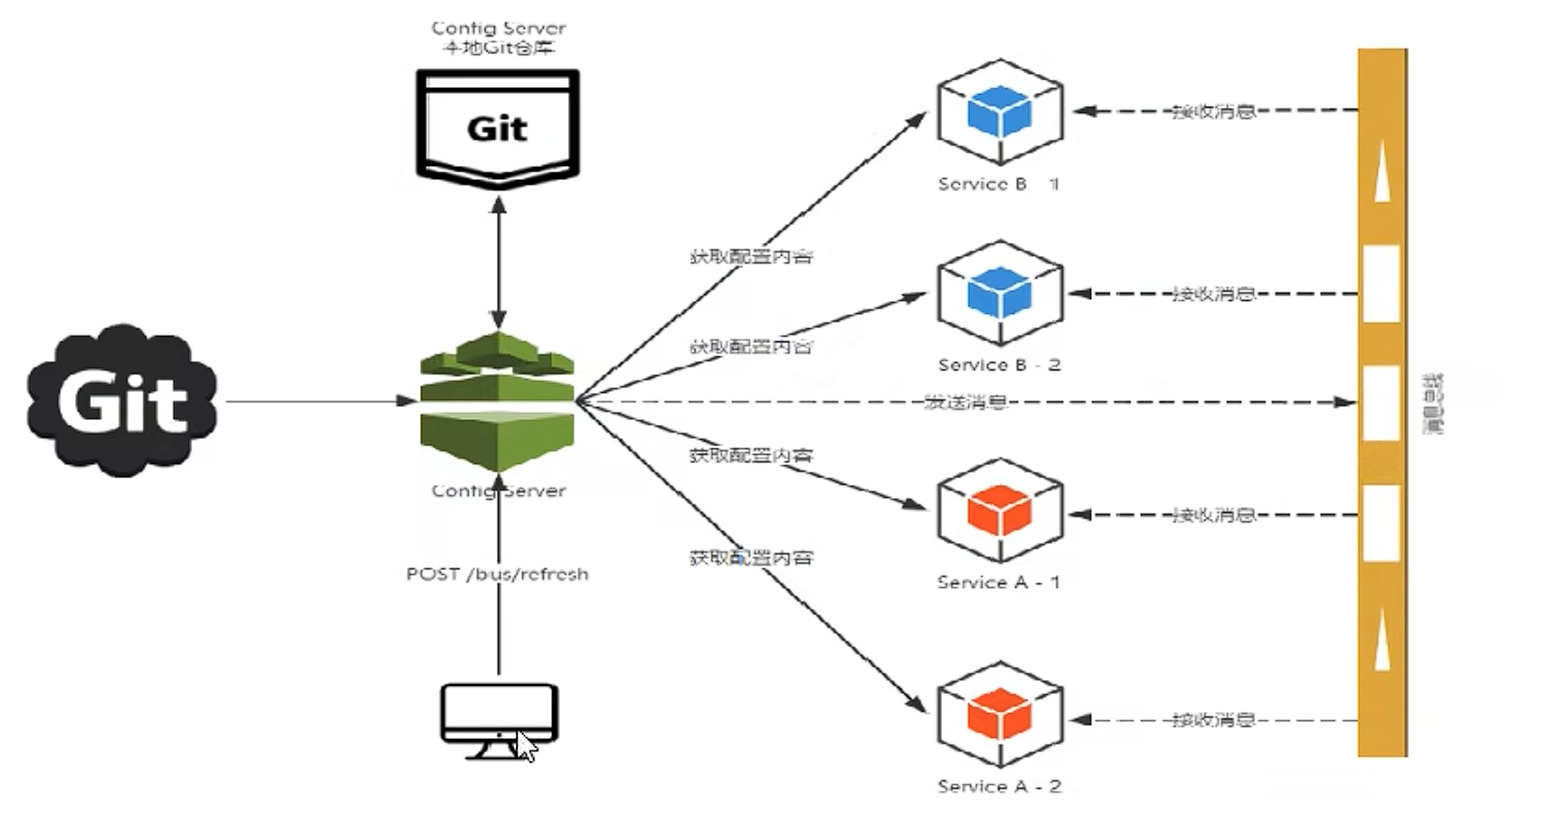 Config Server
本地Git仓库
Git
接收消息
Service B - 1
获取配置内容
接收消息
获取配置内容
Service B - 2
Git
发送消息
消息总线
获取配置内容
Config Server
接收消息
获取配置内容
POST /bus/refresh
Service A - 1
接收消息
Service A - 2